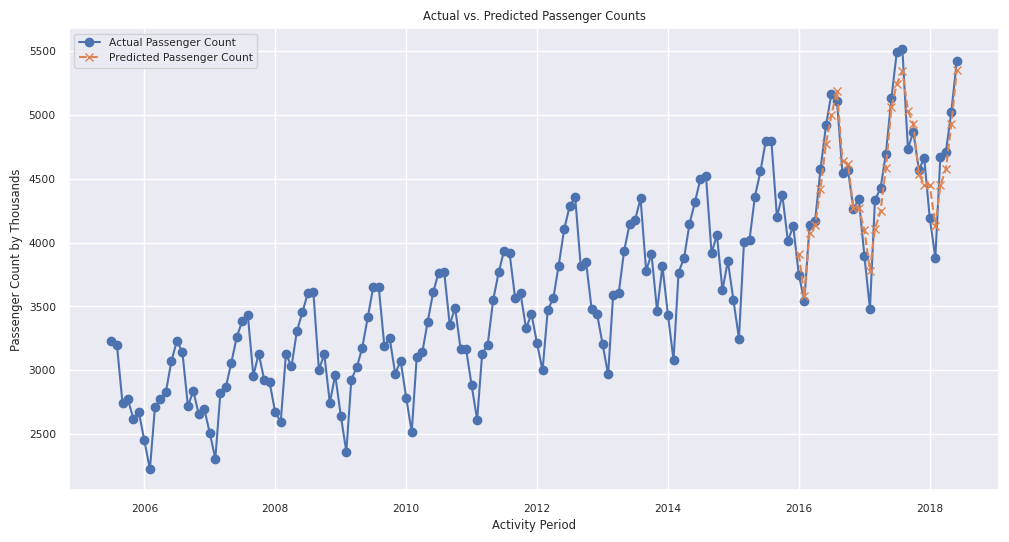 Actual vs. Predicted Passenger Counts
Actual Passenger Count
Predicted Passenger Count
5500
5000
4500
4000
3500
3000
2500
Passenger Count by Thousands
2006 2008 2010 2012 2014 2016 2018
Activity Period